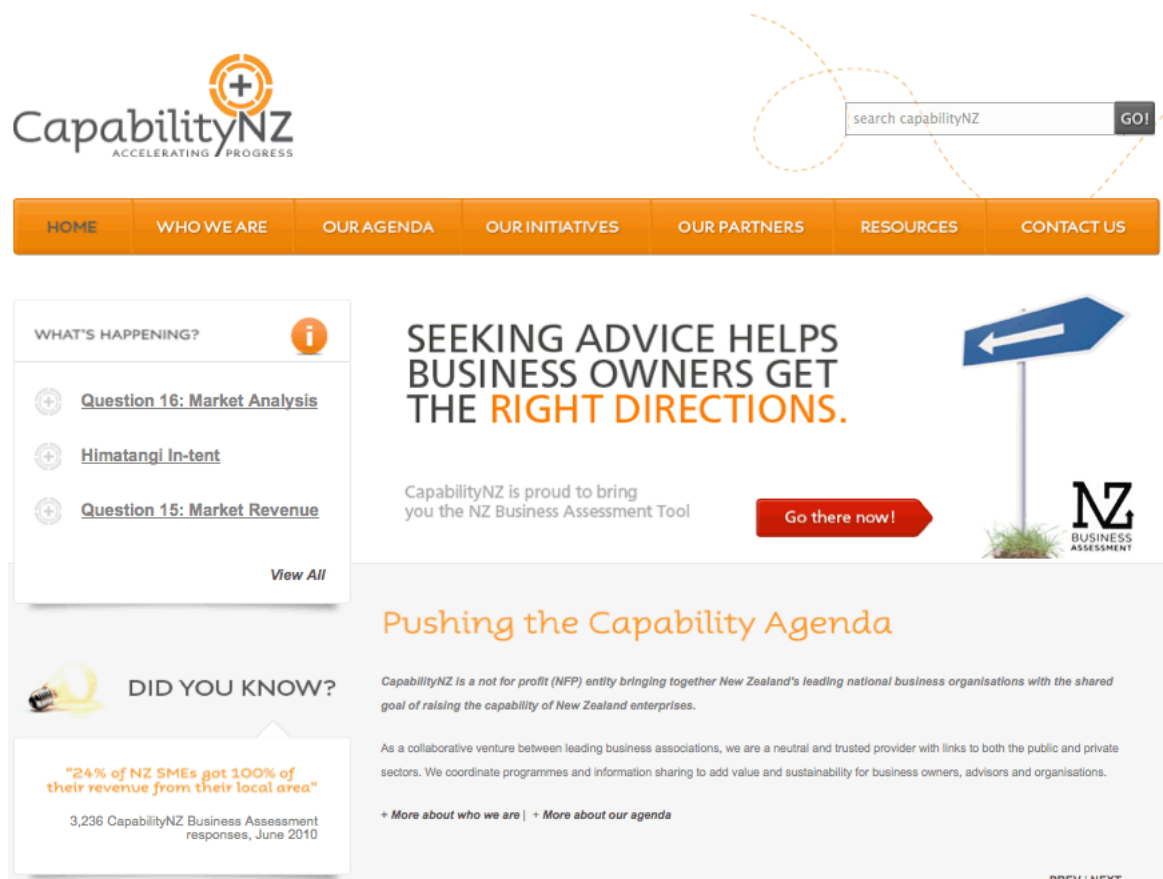 CapabilityNZ
ACCELERATING PROGRESS
search capabilityNZ
GO!
HOME
WHO WE ARE
OUR AGENDA
OUR INITIATIVES
OUR PARTNERS
RESOURCES
CONTACT US
WHAT'S HAPPENING?
i
Question 16: Market Analysis
Himatangi In-tent
Question 15: Market Revenue
View All
SEEKING ADVICE HELPS
BUSINESS OWNERS GET
THE RIGHT DIRECTIONS.
CapabilityNZ is proud to bring
you the NZ Business Assessment Tool
Go there now!
NZ
BUSINESS
ASSESSMENT
DID YOU KNOW?
"24% of NZ SMEs got 100% of
their revenue from their local area"
3,236 CapabilityNZ Business Assessment
responses, June 2010
Pushing the Capability Agenda
CapabilityNZ is a not for profit (NFP) entity bringing together New Zealand's leading national business organisations with the shared
goal of raising the capability of New Zealand enterprises.
As a collaborative venture between leading business associations, we are a neutral and trusted provider with links to both the public and private
sectors. We coordinate programmes and information sharing to add value and sustainability for business owners, advisors and organisations.
+ More about who we are | + More about our agenda
PREV | NEXT